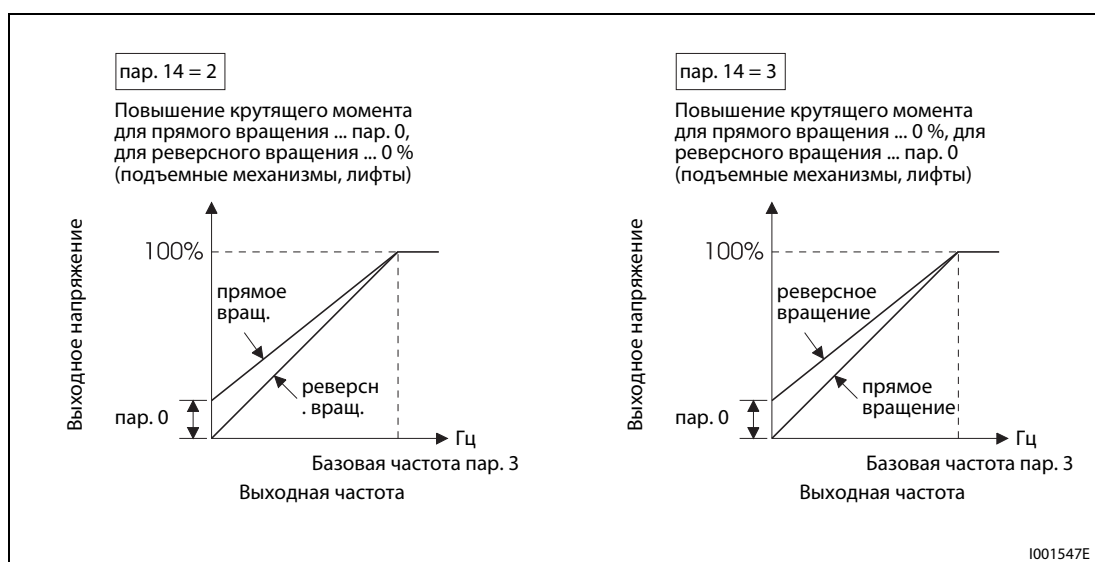 пар. 14 = 2
Повышение крутящего момента
для прямого вращения ... пар. 0,
для реверсного вращения ... 0 %
(подъемные механизмы, лифты)
Выходное напряжение
100%
прямое
вращ.
реверсн
. вращ.
пар. 0
Гц
Базовая частота пар. 3
Выходная частота
пар. 14 = 3
Повышение крутящего момента
для прямого вращения ... 0 %, для
реверсного вращения ... пар. 0
(подъемные механизмы, лифты)
Выходное напряжение
100%
реверсное
вращение
прямое
вращение
пар. 0
Гц
Базовая частота пар. 3
Выходная частота
I001547E